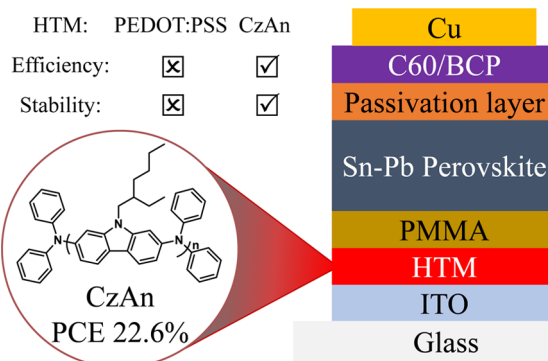 HTM: PEDOT:PSS CzAn
Efficiency: ☒ ☑
Stability: ☒ ☑
N
N
N
n
CzAn
PCE 22.6%
Cu
C60/BCP
Passivation layer
Sn-Pb Perovskite
PMMA
HTM
ITO
Glass